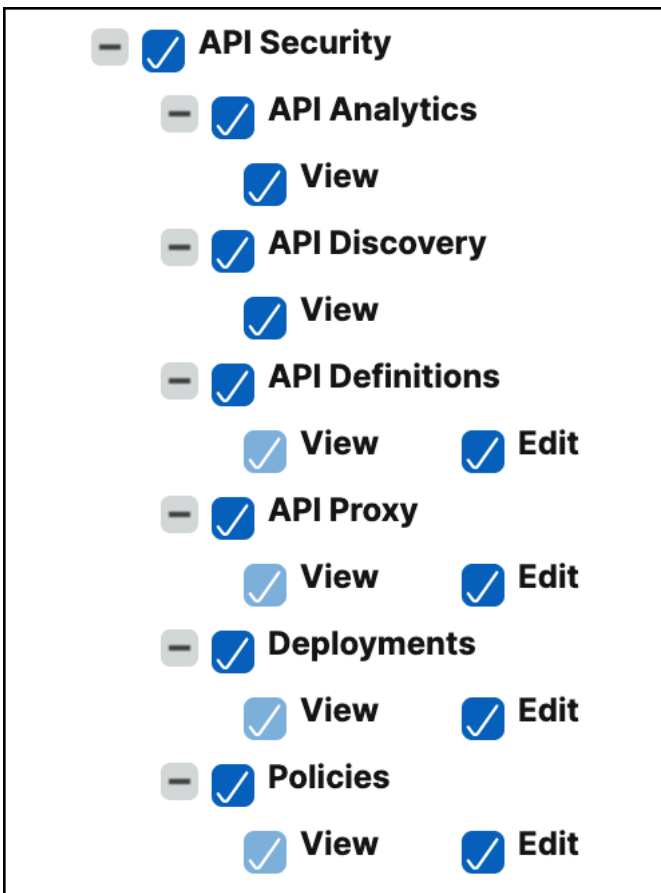 API Security
API Analytics
View
API Discovery
View
API Definitions
View Edit
API Proxy
View Edit
Deployments
View Edit
Policies
View Edit